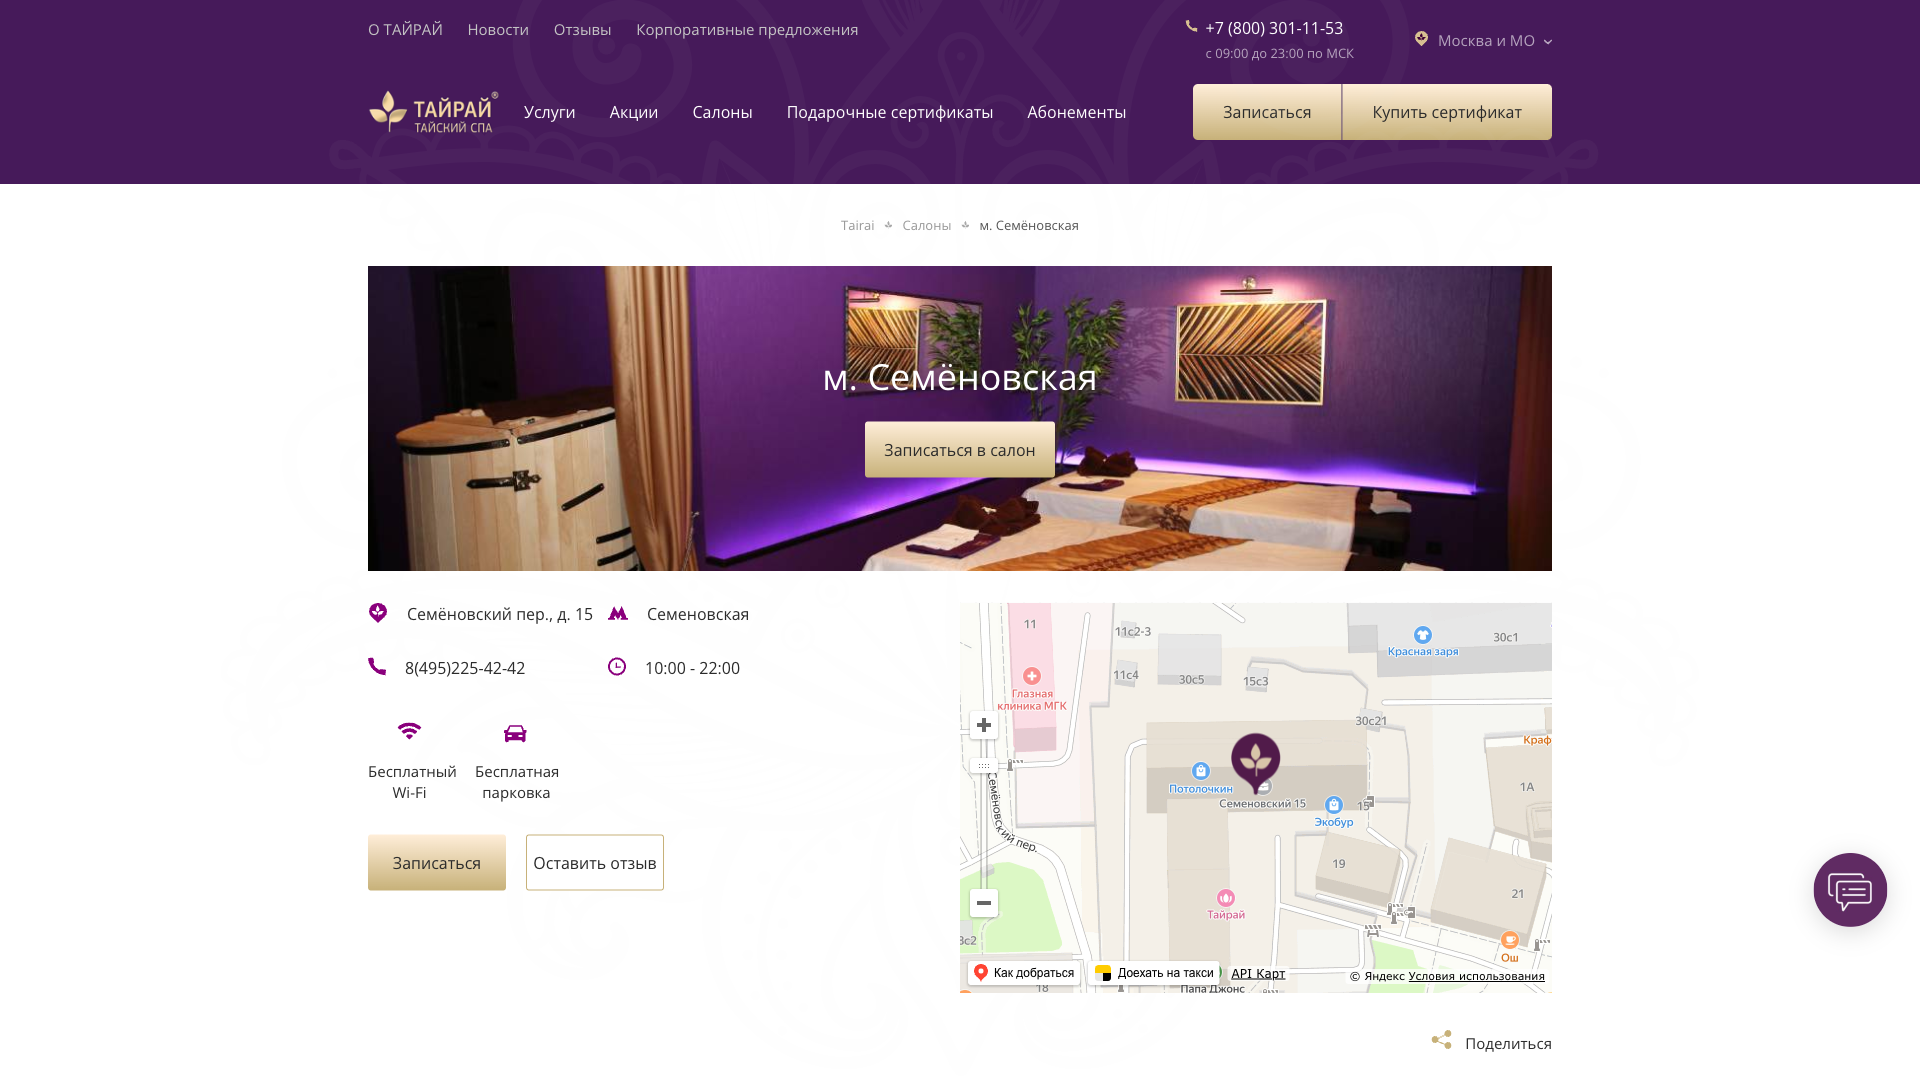 О ТАЙРАЙ
Новости
Отзывы
Корпоративные предложения
+7 (800) 301-11-53
с 09:00 до 23:00 по МСК
Москва и МО
ТАЙРАЙ®
ТАЙСКИЙ СПА
Услуги
Акции
Салоны
Подарочные сертификаты
Абонементы
Записаться
Купить сертификат
Tairai
Салоны
м. Семёновская
м. Семёновская
Записаться в салон
Семёновский пер., д. 15
Семеновская
8(495)225-42-42
10:00 - 22:00
Бесплатный
Wi-Fi
Бесплатная
парковка
Записаться
Оставить отзыв
11
11с2-3
Красная заря
30с1
11с4
30с5
15с3
Глазная
клиника МГК
30с21
Краф
Потолочкин
Семеновский 15
15
1А
Экобур
Семёновский пер.
19
21
Тайрай
3с2
Ош
Как добраться
Доехать на такси
API Карт
© Яндекс Условия использования
18
Папа Джонс
Поделиться